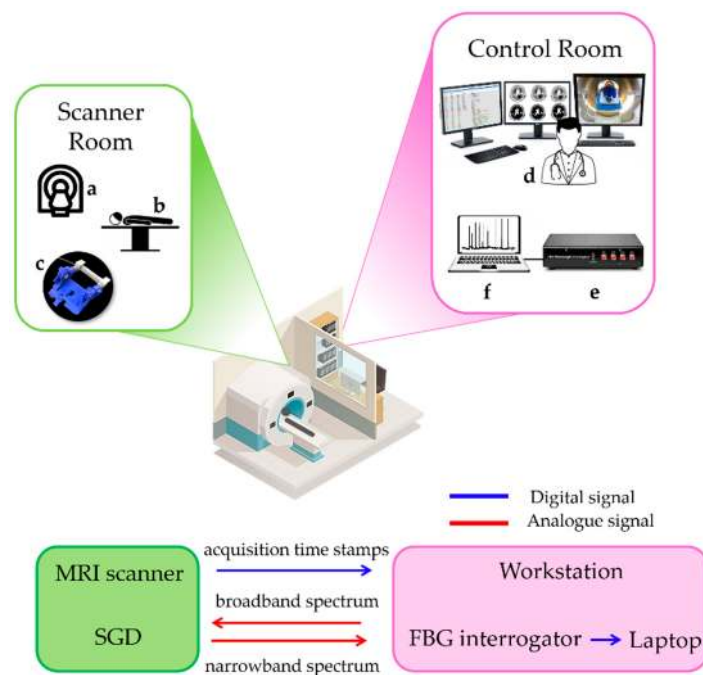 Scanner
Room
a
b
c
Control Room
d
f
e
Digital signal
Analogue signal
MRI scanner
SGD
acquisition time stamps
broadband spectrum
narrowband spectrum
Workstation
FBG interrogator
Laptop